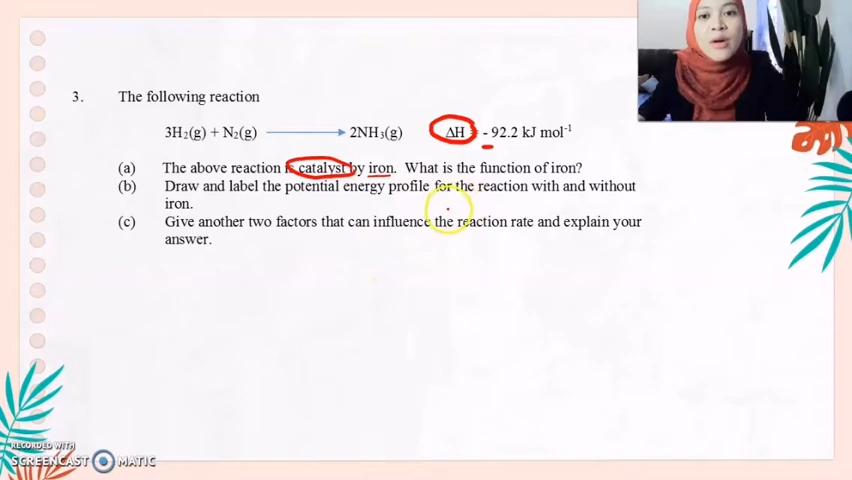 3. The following reaction
3H₂(g) + N₂(g) → 2NH₃(g) ΔH = - 92.2 kJ mol⁻¹
(a) The above reaction is catalyst by iron. What is the function of iron?
(b) Draw and label the potential energy profile for the reaction with and without
iron.
(c) Give another two factors that can influence the reaction rate and explain your
answer.
RECORDED WITH
SCREENCAST MATIC